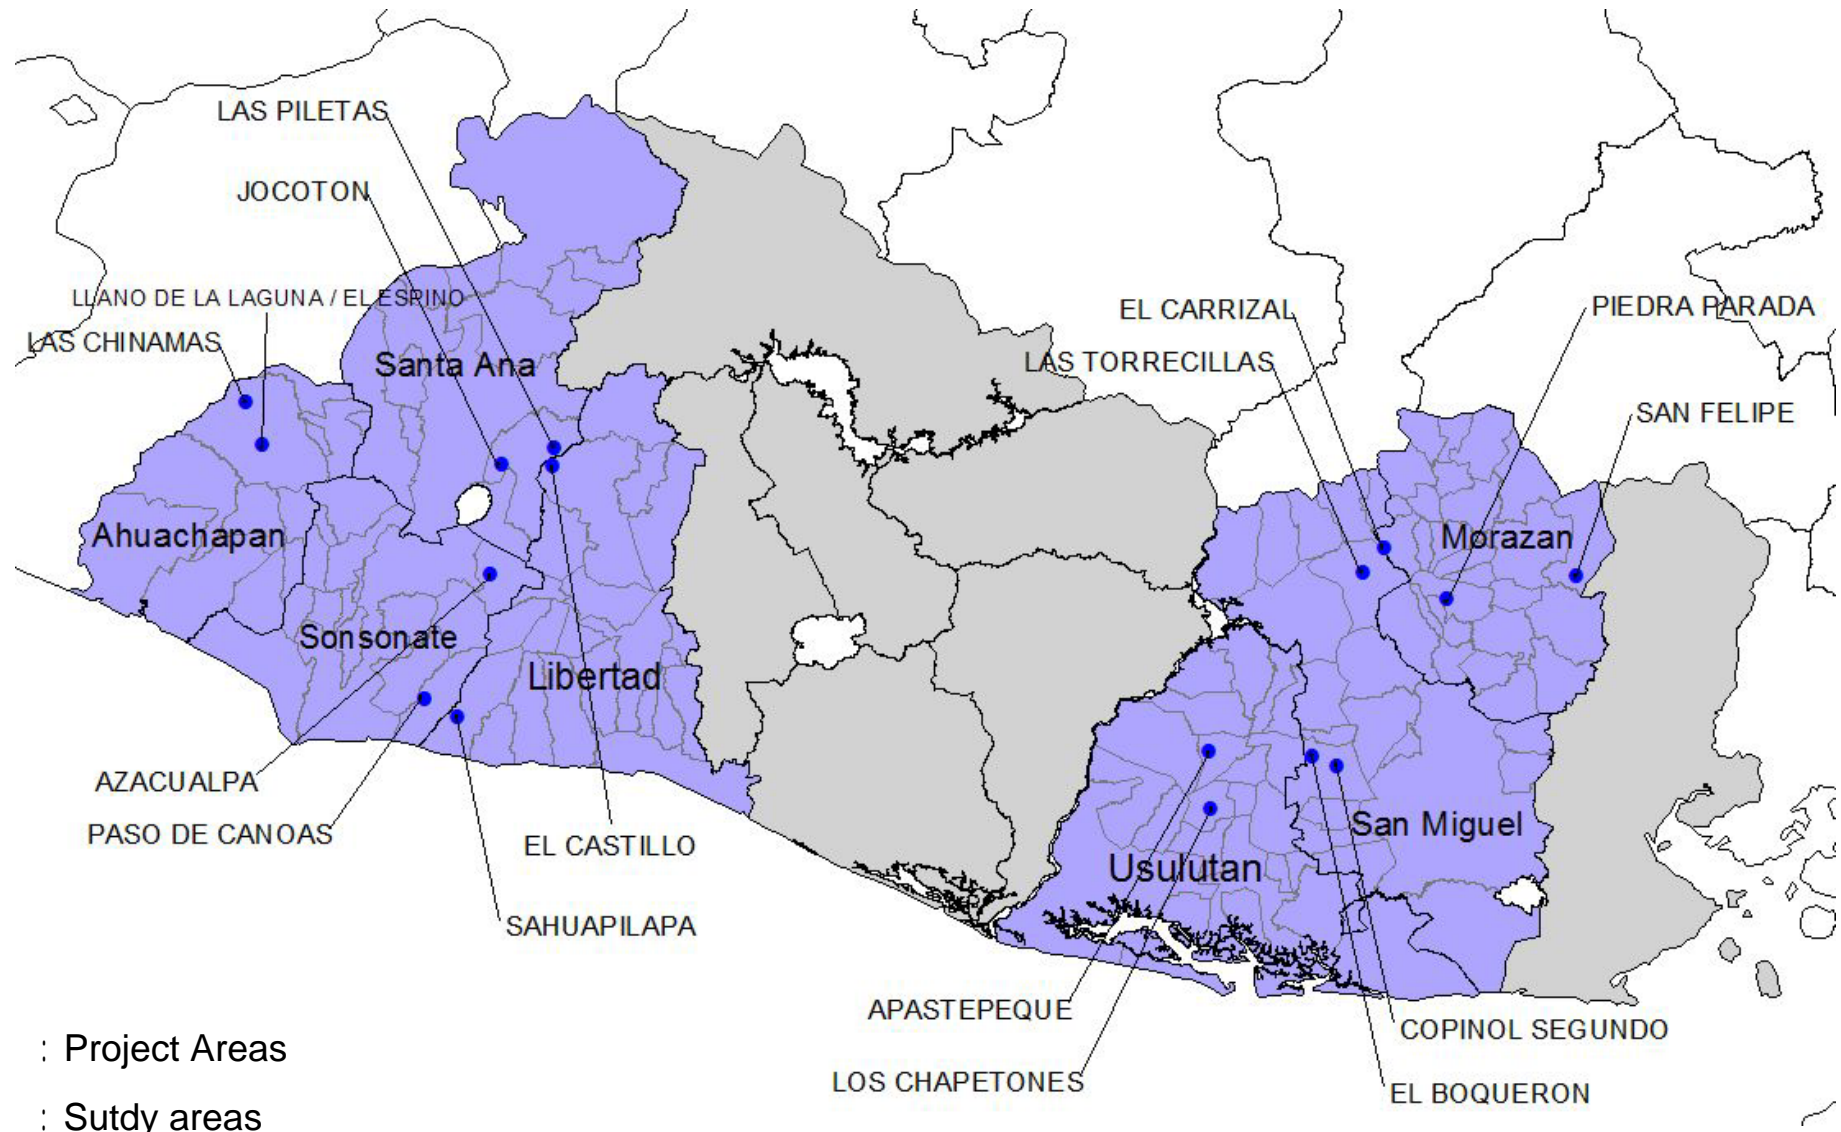 LAS PILETAS
JOCOTON
LLANO DE LA LAGUNA / EL ESPINO
LAS CHINAMAS
EL CARRIZAL
PIEDRA PARADA
LAS TORRECILLAS
SAN FELIPE
Santa Ana
Ahuachapan
Morazan
Sonsonate
Libertad
AZACUALPA
PASO DE CANOAS
EL CASTILLO
San Miguel
Usulutan
SAHUAPILAPA
APASTEPEQUE
COPINOL SEGUNDO
LOS CHAPETONES
EL BOQUERON
: Project Areas
: Sutdy areas